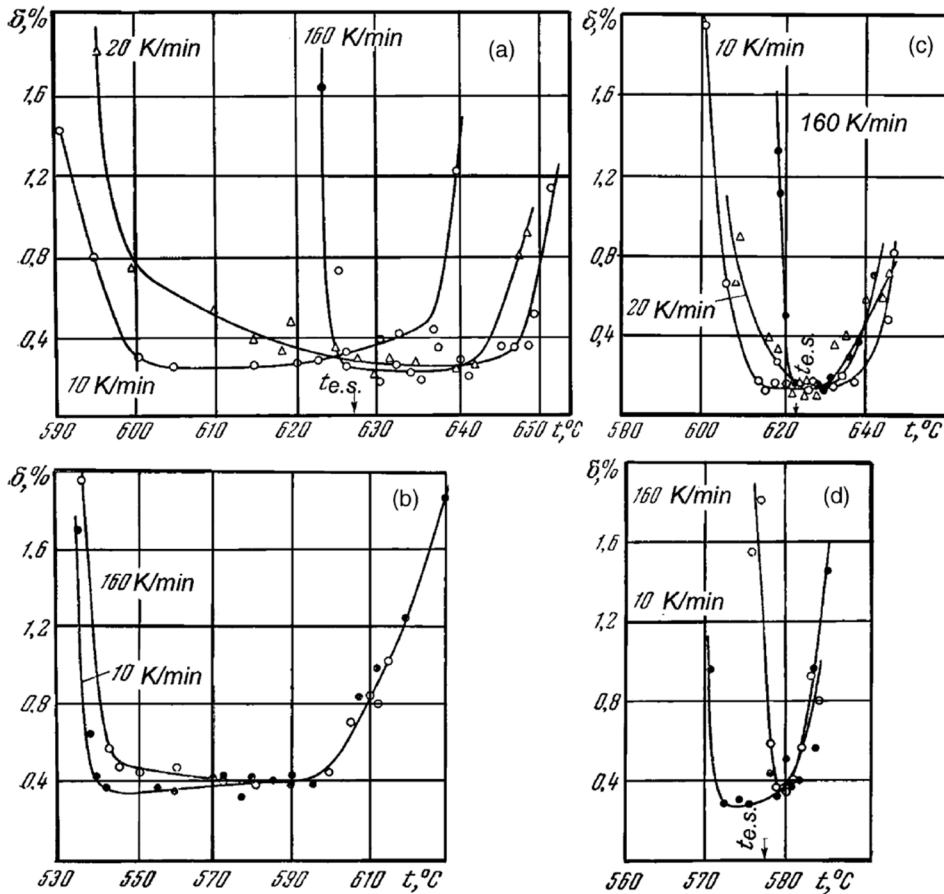 δ,%
20 K/min
160 K/min
(a)
1,6
1,2
0,8
0,4
10 K/min
te.s.
590 600 610 620 630 640 650 t,°C
δ,%
10 K/min
(c)
1,6
160 K/min
1,2
0,8
20 K/min
0,4
te.s.
580 600 620 640 t,°C
δ,%
(b)
1,6
160 K/min
1,2
10 K/min
0,8
0,4
530 550 570 590 610 t,°C
δ,%
(d)
160 K/min
1,6
10 K/min
1,2
0,8
0,4
te.s.
560 570 580 t,°C